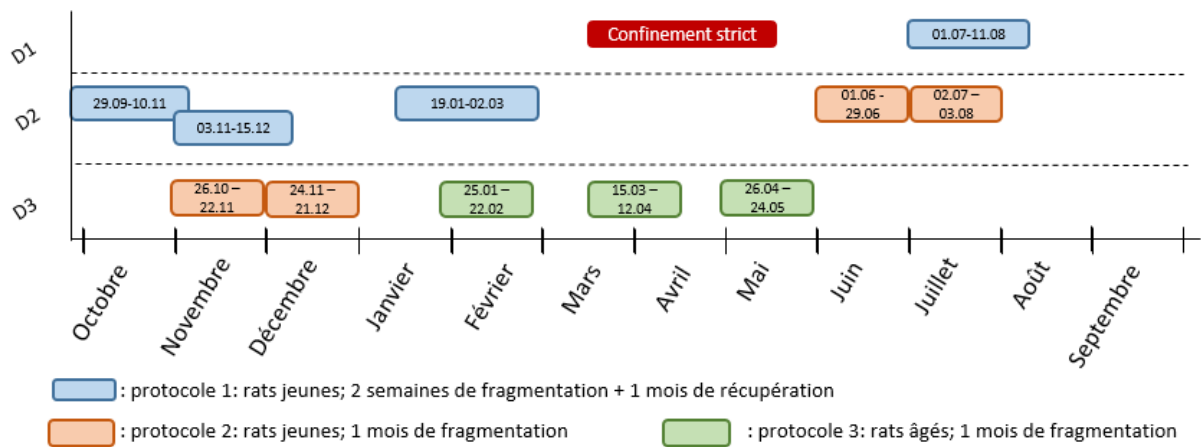 D1
Confinement strict
01.07-11.08
D2
29.09-10.11
03.11-15.12
19.01-02.03
01.06 -
29.06
02.07 –
03.08
D3
26.10 –
22.11
24.11 –
21.12
25.01 –
22.02
15.03 –
12.04
26.04 –
24.05
Octobre
Novembre
Décembre
Janvier
Février
Mars
Avril
Mai
Juin
Juillet
Août
Septembre
: protocole 1: rats jeunes; 2 semaines de fragmentation + 1 mois de récupération
: protocole 2: rats jeunes; 1 mois de fragmentation
: protocole 3: rats âgés; 1 mois de fragmentation